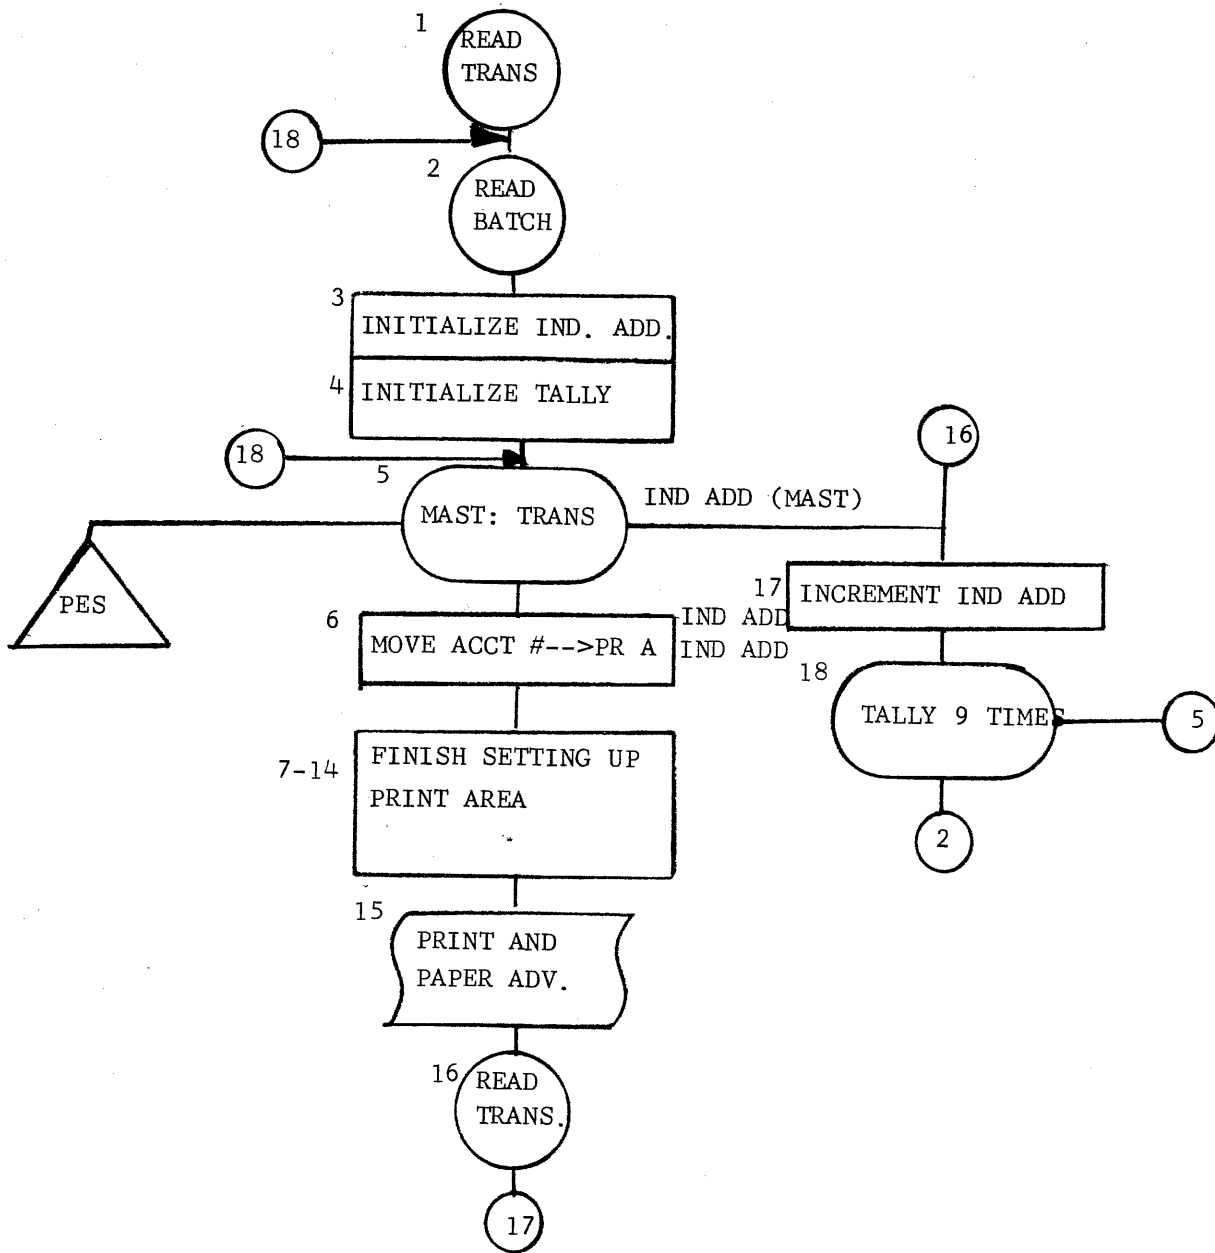 1
READ
TRANS
18
2
READ
BATCH
3
INITIALIZE IND. ADD.
4
INITIALIZE TALLY
16
18
5
MAST: TRANS
IND ADD (MAST)
PES
17
INCREMENT IND ADD
6
MOVE ACCT #-->PR A
IND ADD
IND ADD
18
TALLY 9 TIMES
5
7-14
FINISH SETTING UP
PRINT AREA
2
15
PRINT AND
PAPER ADV.
16
READ
TRANS.
17